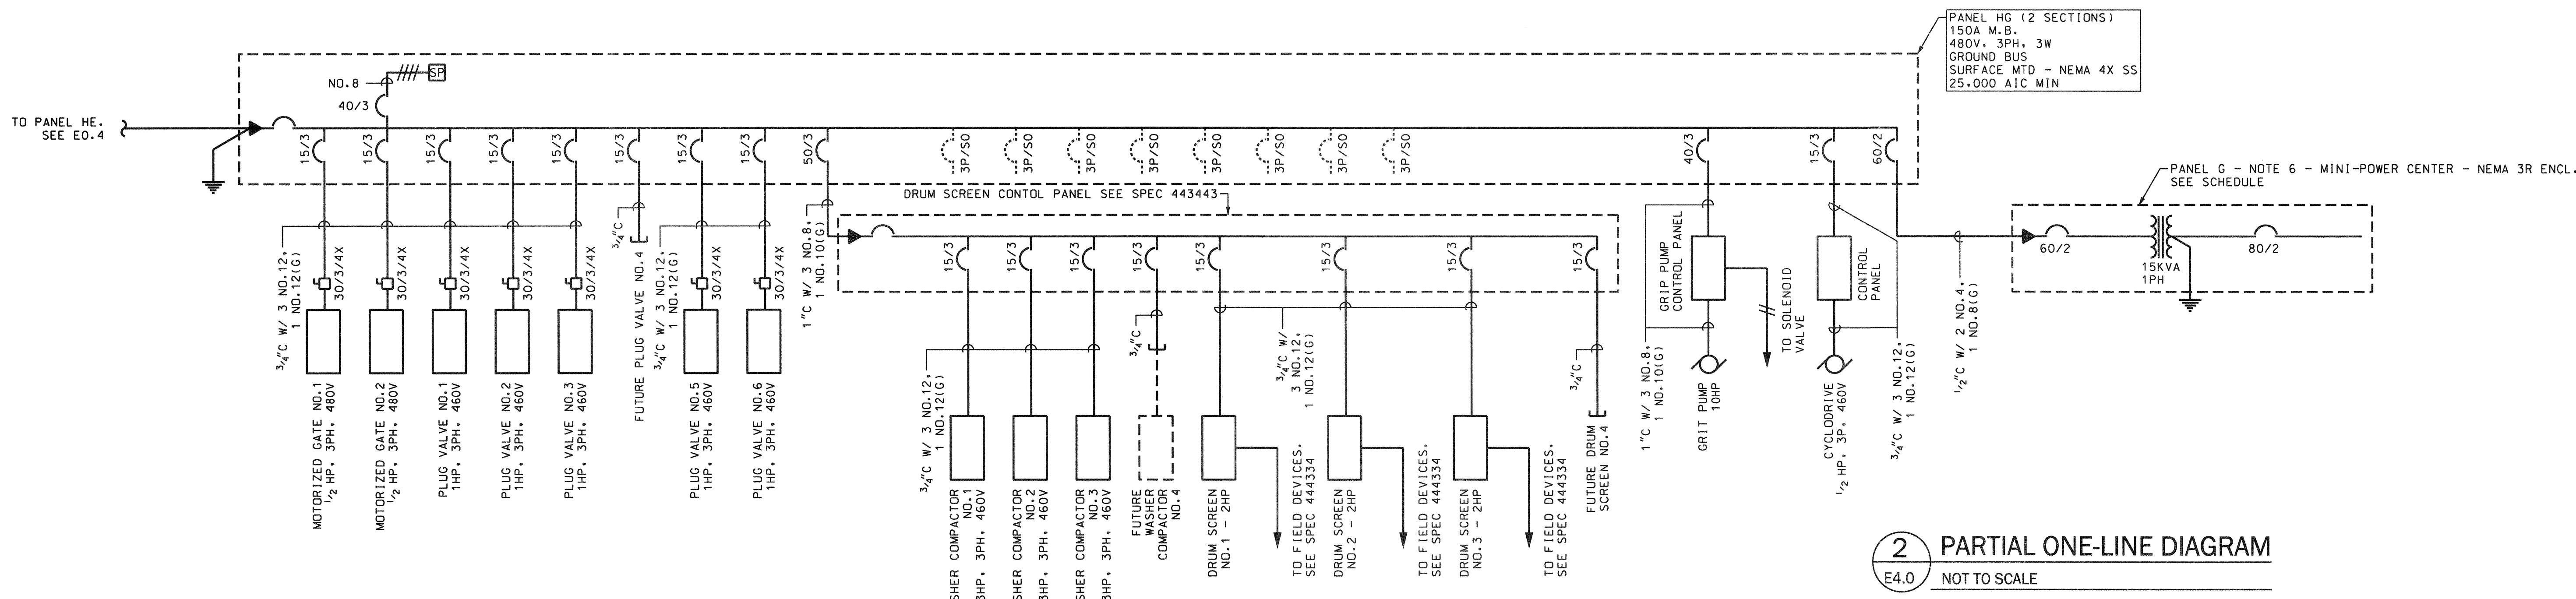 PANEL HG (2 SECTIONS)
150A M.B.
480V, 3PH, 3W
GROUND BUS
SURFACE MTD - NEMA 4X SS
25,000 AIC MIN
TO PANEL HE.
SEE E0.4
NO.8
SP
40/3
15/3
15/3
15/3
15/3
15/3
15/3
15/3
15/3
50/3
3P/SO
3P/SO
3P/SO
3P/SO
3P/SO
3P/SO
3P/SO
3P/SO
40/3
15/3
60/2
PANEL G - NOTE 6 - MINI-POWER CENTER - NEMA 3R ENCL.
SEE SCHEDULE
DRUM SCREEN CONTOL PANEL SEE SPEC 443443
3/4"C W/ 3 NO.12,
1 NO.12(G)
30/3/4X
30/3/4X
30/3/4X
30/3/4X
30/3/4X
3/4"C
FUTURE PLUG VALVE NO.4
3/4"C W/ 3 NO.12,
1 NO.12(G)
30/3/4X
30/3/4X
1"C W/ 3 NO.8,
1 NO.10(G)
MOTORIZED GATE NO.1
1/2 HP, 3PH, 480V
MOTORIZED GATE NO.2
1/2 HP, 3PH, 480V
PLUG VALVE NO.1
1HP, 3PH, 460V
PLUG VALVE NO.2
1HP, 3PH, 460V
PLUG VALVE NO.3
1HP, 3PH, 460V
PLUG VALVE NO.5
1HP, 3PH, 460V
PLUG VALVE NO.6
1HP, 3PH, 460V
15/3
15/3
15/3
15/3
15/3
15/3
15/3
15/3
3/4"C W/ 3 NO.12,
1 NO.12(G)
3/4"C
3/4"C W/
3 NO.12,
1 NO.12(G)
3/4"C
SHER COMPACTOR
NO.1
3HP, 3PH, 460V
SHER COMPACTOR
NO.2
3HP, 3PH, 460V
SHER COMPACTOR
NO.3
3HP, 3PH, 460V
FUTURE
WASHER
COMPACTOR
NO.4
DRUM SCREEN
NO.1 - 2HP
TO FIELD DEVICES.
SEE SPEC 444334
DRUM SCREEN
NO.2 - 2HP
TO FIELD DEVICES.
SEE SPEC 444334
DRUM SCREEN
NO.3 - 2HP
TO FIELD DEVICES.
SEE SPEC 444334
FUTURE DRUM
SCREEN NO.4
1"C W/ 3 NO.8,
1 NO.10(G)
GRIP PUMP
CONTROL PANEL
GRIT PUMP
10HP
TO SOLENOID
VALVE
CONTROL
PANEL
CYCLODRIVE
1/2 HP, 3P, 460V
3/4"C W/ 3 NO.12,
1 NO.12(G)
1/2"C W/ 2 NO.4,
1 NO.8(G)
60/2
15KVA
1PH
80/2
2
E4.0
PARTIAL ONE-LINE DIAGRAM
NOT TO SCALE